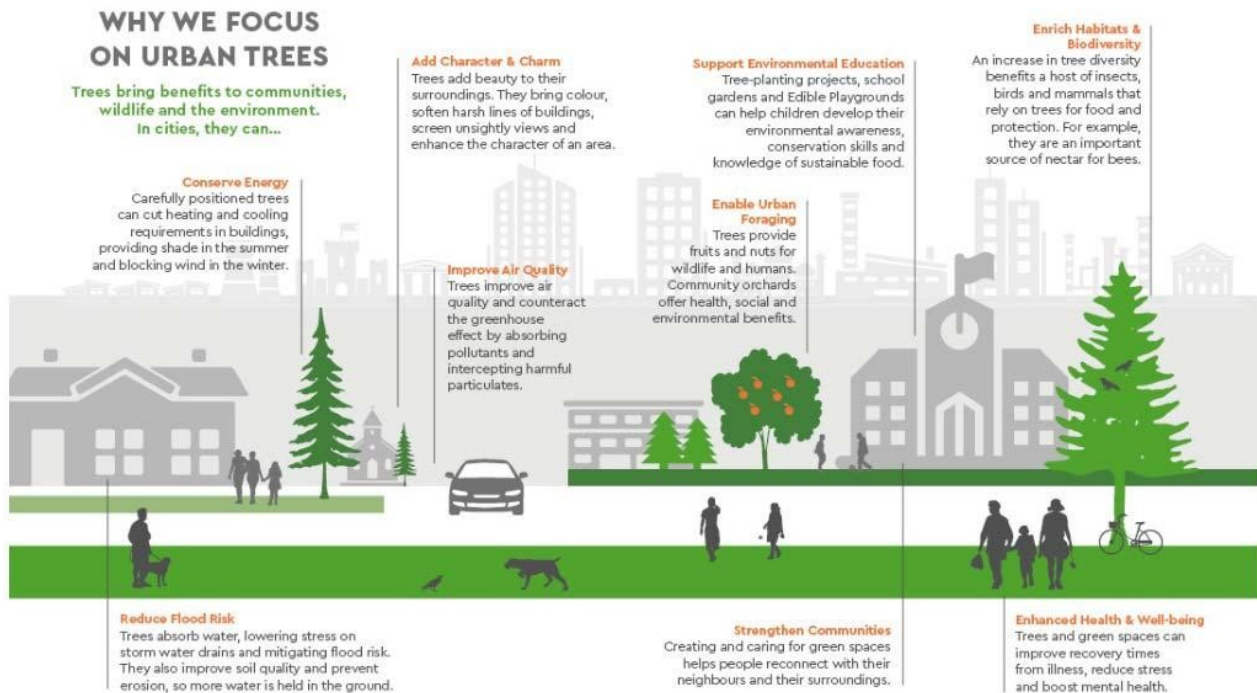 WHY WE FOCUS
ON URBAN TREES
Trees bring benefits to communities,
wildlife and the environment.
In cities, they can...
Conserve Energy
Carefully positioned trees
can cut heating and cooling
requirements in buildings,
providing shade in the summer
and blocking wind in the winter.
Add Character & Charm
Trees add beauty to their
surroundings. They bring colour,
soften harsh lines of buildings,
screen unsightly views and
enhance the character of an area.
Improve Air Quality
Trees improve air
quality and counteract
the greenhouse
effect by absorbing
pollutants and
intercepting harmful
particulates.
Support Environmental Education
Tree-planting projects, school
gardens and Edible Playgrounds
can help children develop their
environmental awareness,
conservation skills and
knowledge of sustainable food.
Enable Urban
Foraging
Trees provide
fruits and nuts for
wildlife and humans.
Community orchards
offer health, social and
environmental benefits.
Enrich Habitats &
Biodiversity
An increase in tree diversity
benefits a host of insects,
birds and mammals that
rely on trees for food and
protection. For example,
they are an important
source of nectar for bees.
Reduce Flood Risk
Trees absorb water, lowering stress on
storm water drains and mitigating flood risk.
They also improve soil quality and prevent
erosion, so more water is held in the ground.
Strengthen Communities
Creating and caring for green spaces
helps people reconnect with their
neighbours and their surroundings.
Enhanced Health & Well-being
Trees and green spaces can
improve recovery times
from illness, reduce stress
and boost mental health.